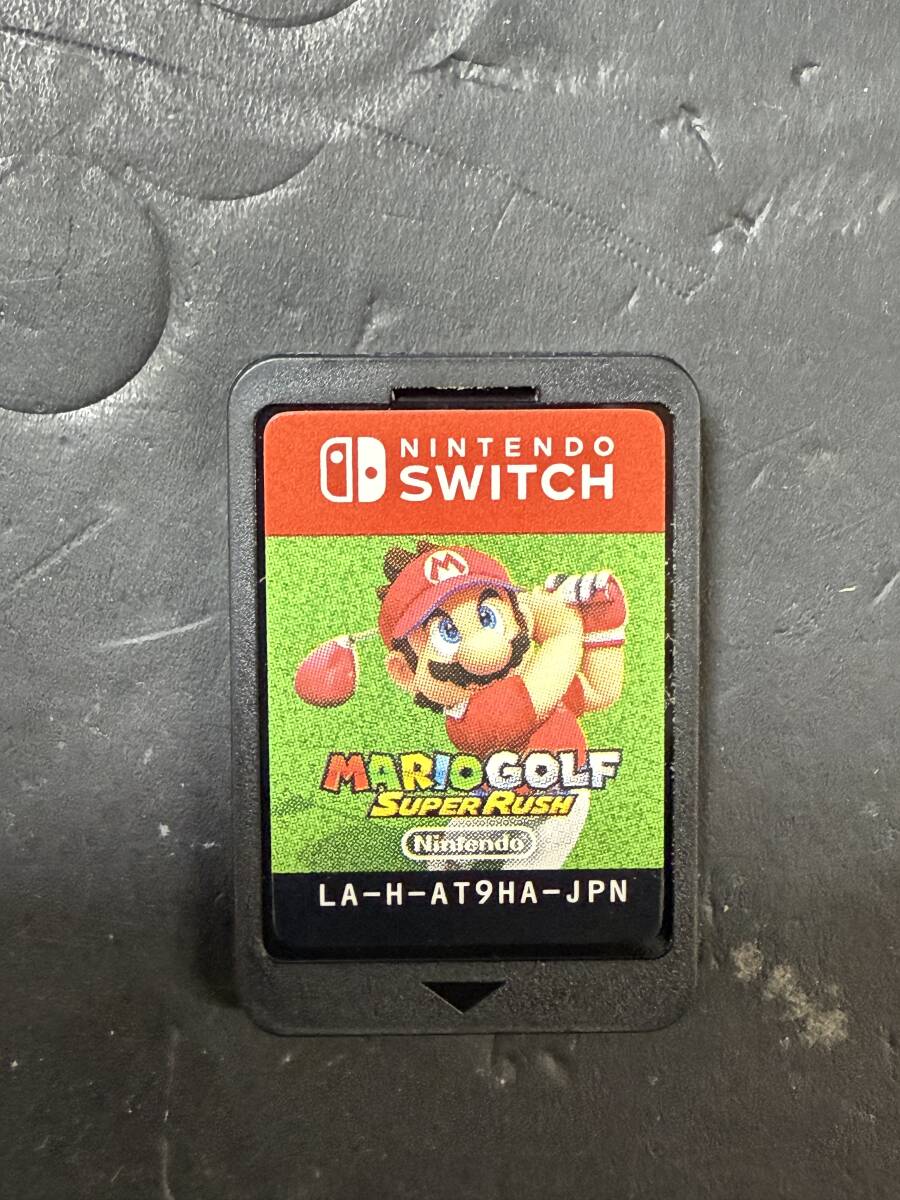 NINTENDO
SWITCH
M
MARIO GOLF
SUPER RUSH
Nintendo
LA-H-AT9HA-JPN